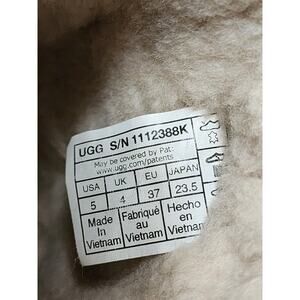 UGG S/N 1112388K
May be covered by Pat:
www.ugg.com/patents
USA UK EU JAPAN
5 4 37 23.5
Made Fabriqué Hecho
In au en
Vietnam Vietnam Vietnam